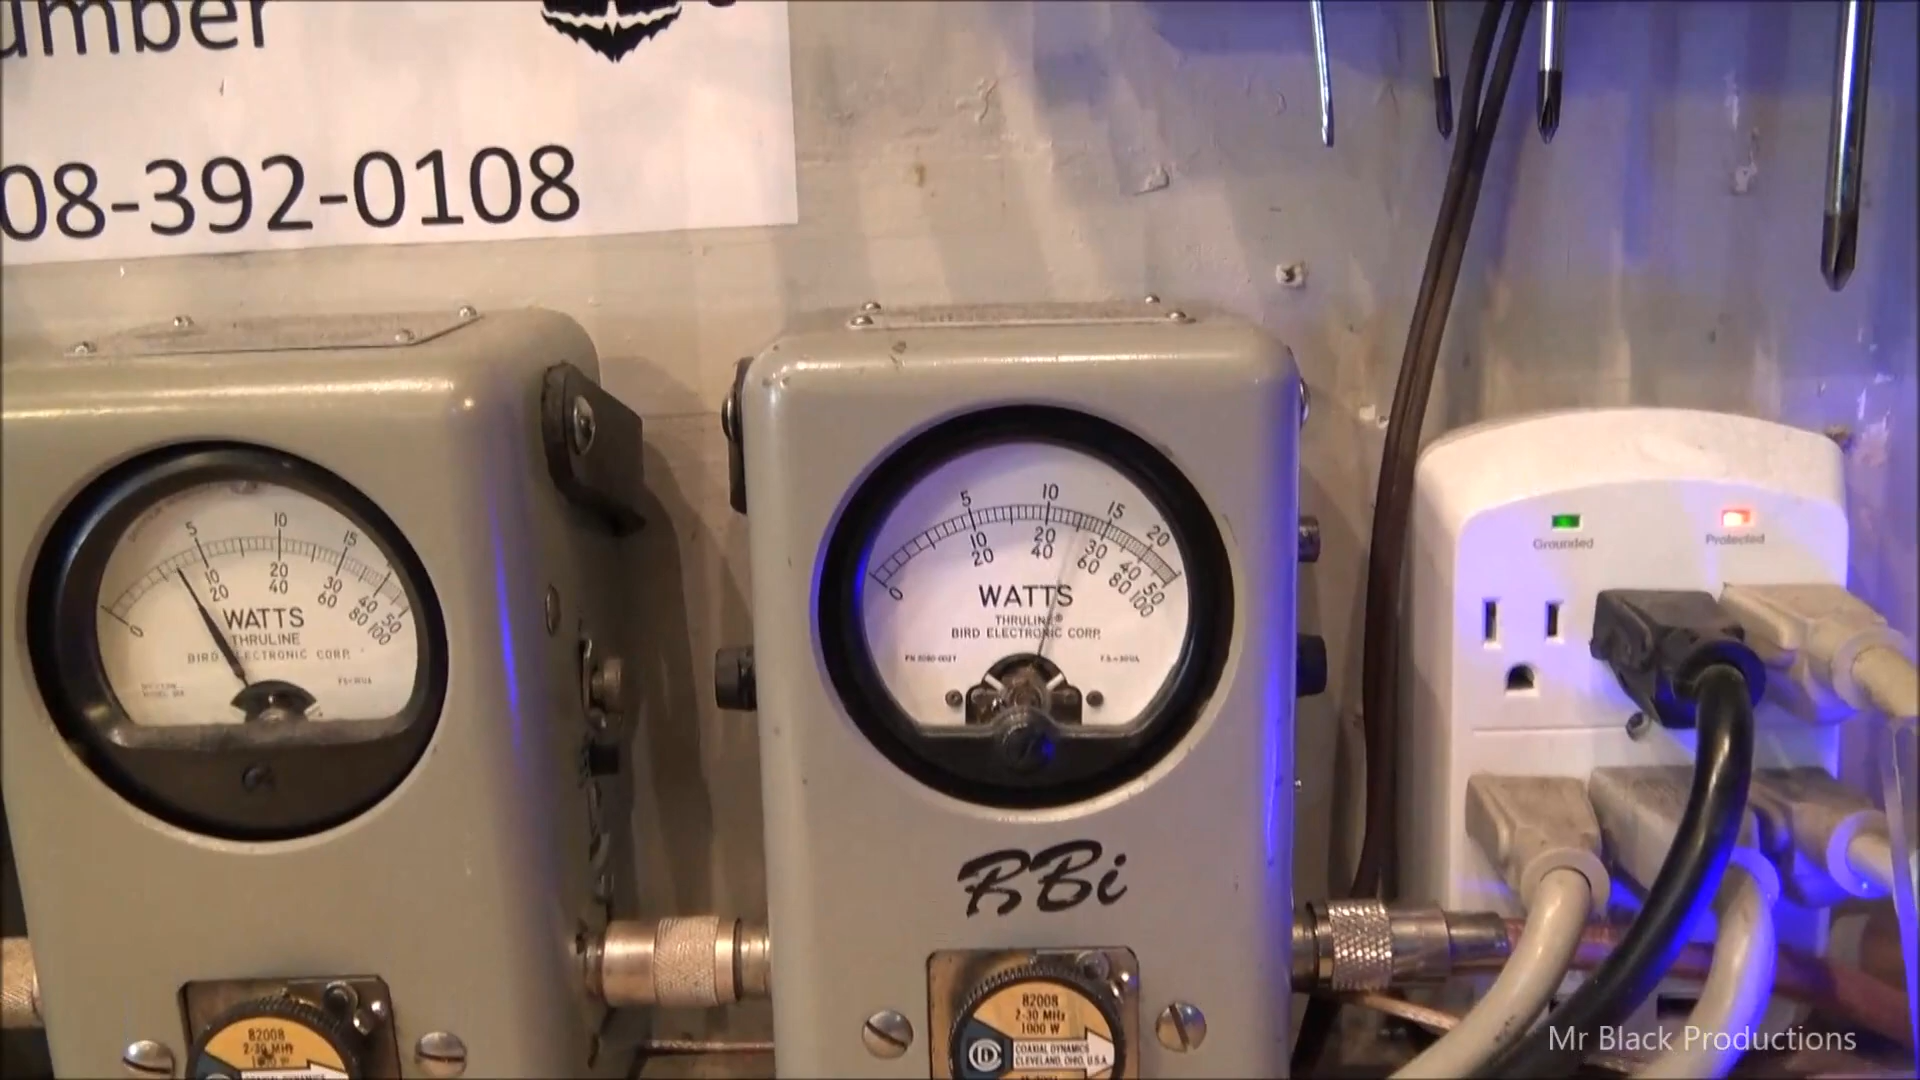 umber
08-392-0108
5 10 15
0 10 20 30 40 50
20 40 60 80 100
WATTS
THRULINE
BIRD ELECTRONIC CORP.
82008
2-30 MHz
1000 W
5 10 15 20
0 10 20 30 40 50
20 40 60 80 100
WATTS
THRULINE®
BIRD ELECTRONIC CORP.
BBi
82008
2-30 MHz
1000 W
COAXIAL DYNAMICS
CLEVELAND, OHIO, U.S.A.
Grounded
Protected
Mr Black Productions